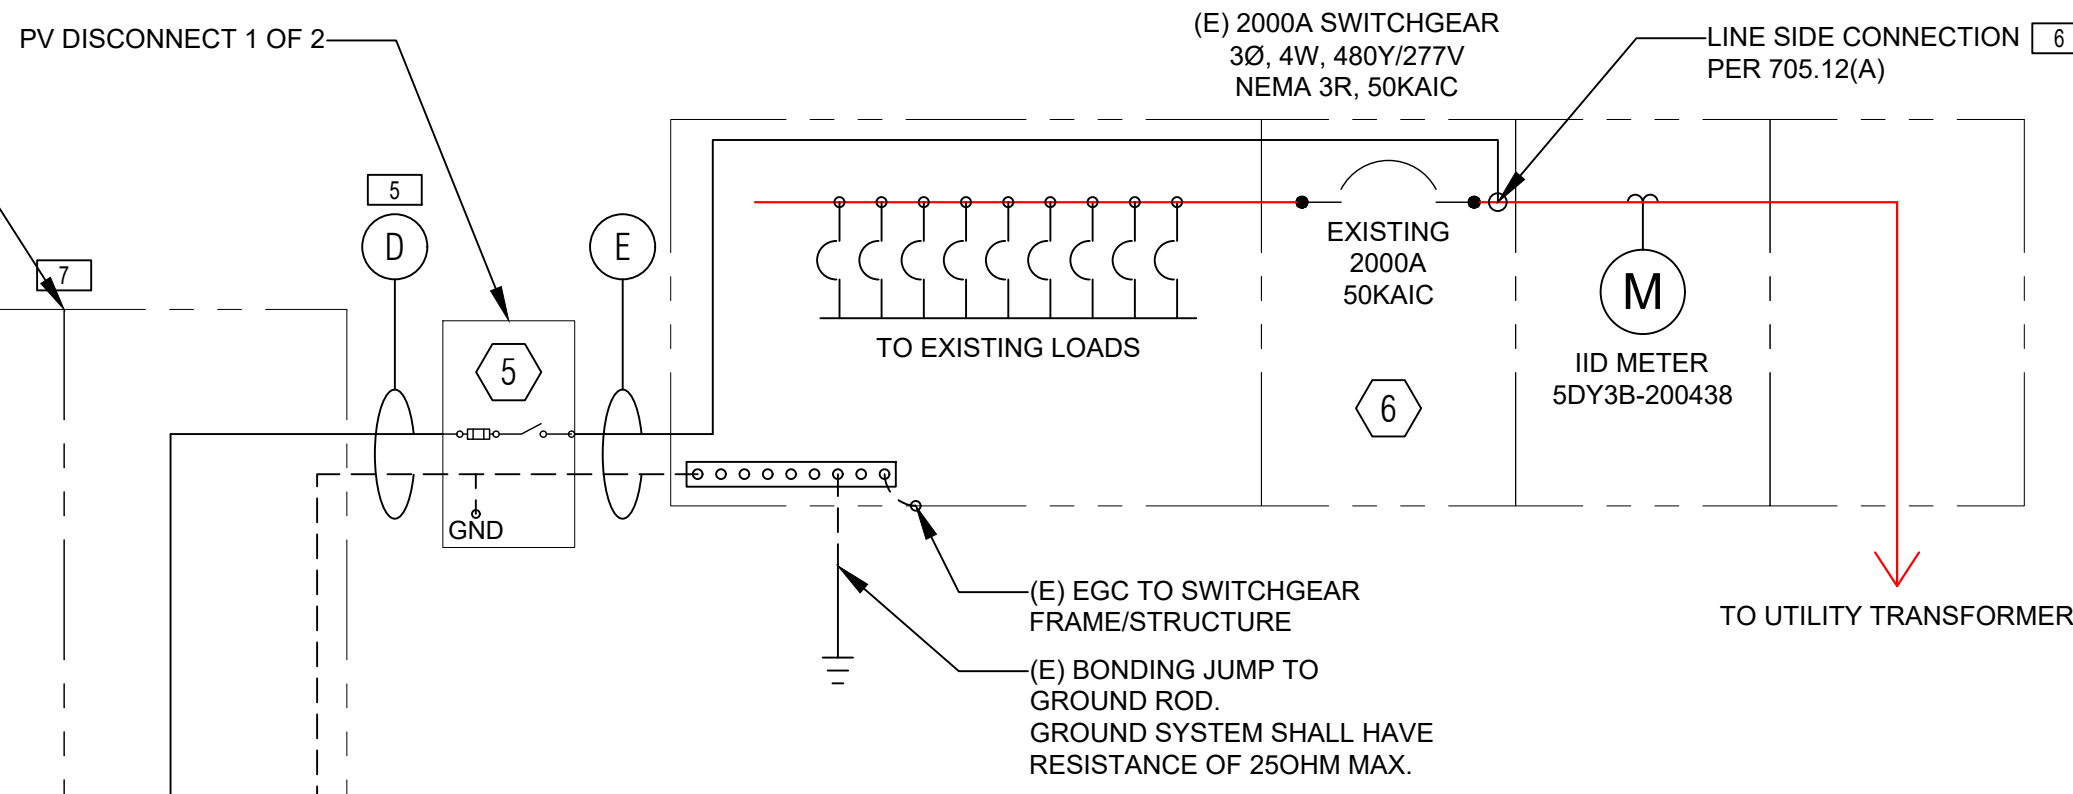 PV DISCONNECT 1 OF 2
(E) 2000A SWITCHGEAR
3Ø, 4W, 480Y/277V
NEMA 3R, 50KAIC
LINE SIDE CONNECTION 6
PER 705.12(A)
5
D
E
7
5
EXISTING
2000A
50KAIC
M
TO EXISTING LOADS
IID METER
5DY3B-200438
6
GND
(E) EGC TO SWITCHGEAR
FRAME/STRUCTURE
TO UTILITY TRANSFORMER
(E) BONDING JUMP TO
GROUND ROD.
GROUND SYSTEM SHALL HAVE
RESISTANCE OF 25OHM MAX.